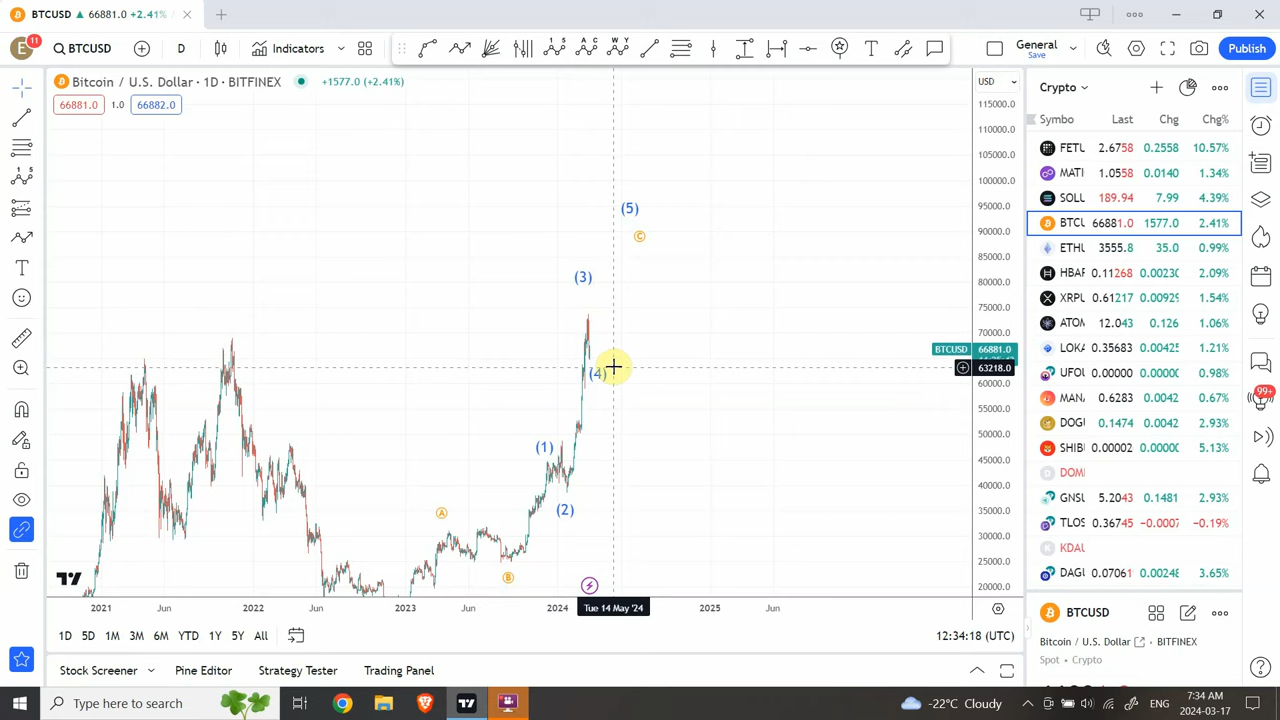 BTCUSD ▲ 66881.0 +2.41%
E 11 BTCUSD D Indicators General Save Publish
Bitcoin / U.S. Dollar · 1D · BITFINEX +1577.0 (+2.41%)
66881.0 1.0 66882.0
USD
115000.0
110000.0
105000.0
100000.0
95000.0
90000.0
85000.0
80000.0
75000.0
70000.0
BTCUSD 66881.0
63218.0
60000.0
55000.0
50000.0
45000.0
40000.0
35000.0
30000.0
25000.0
20000.0
(5)
C
(3)
(4)
(1)
(2)
A
B
2021 Jun 2022 Jun 2023 Jun 2024 Tue 14 May '24 2025 Jun
1D 5D 1M 3M 6M YTD 1Y 5Y All 12:34:18 (UTC)
Stock Screener Pine Editor Strategy Tester Trading Panel
Crypto
Symbo Last Chg Chg%
FETU 2.6758 0.2558 10.57%
MATI 1.0558 0.0140 1.34%
SOLU 189.94 7.99 4.39%
BTCU 66881.0 1577.0 2.41%
ETHU 3555.8 35.0 0.99%
HBAR 0.11268 0.00230 2.09%
XRPU 0.61217 0.00929 1.54%
ATOM 12.043 0.126 1.06%
LOKA 0.35683 0.00425 1.21%
UFOU 0.00000 0.00000 0.98%
MANA 0.6283 0.0042 0.67%
DOGU 0.1474 0.0042 2.93%
SHIB 0.00002 0.00000 5.13%
DOMI
GNSU 5.2043 0.1481 2.93%
TLOS 0.36745 -0.0007 -0.19%
KDAU
DAGU 0.07061 0.00248 3.65%
99+
BTCUSD
Bitcoin / U.S. Dollar • BITFINEX
Spot • Crypto
Type here to search
-22°C Cloudy ENG 7:34 AM
2024-03-17